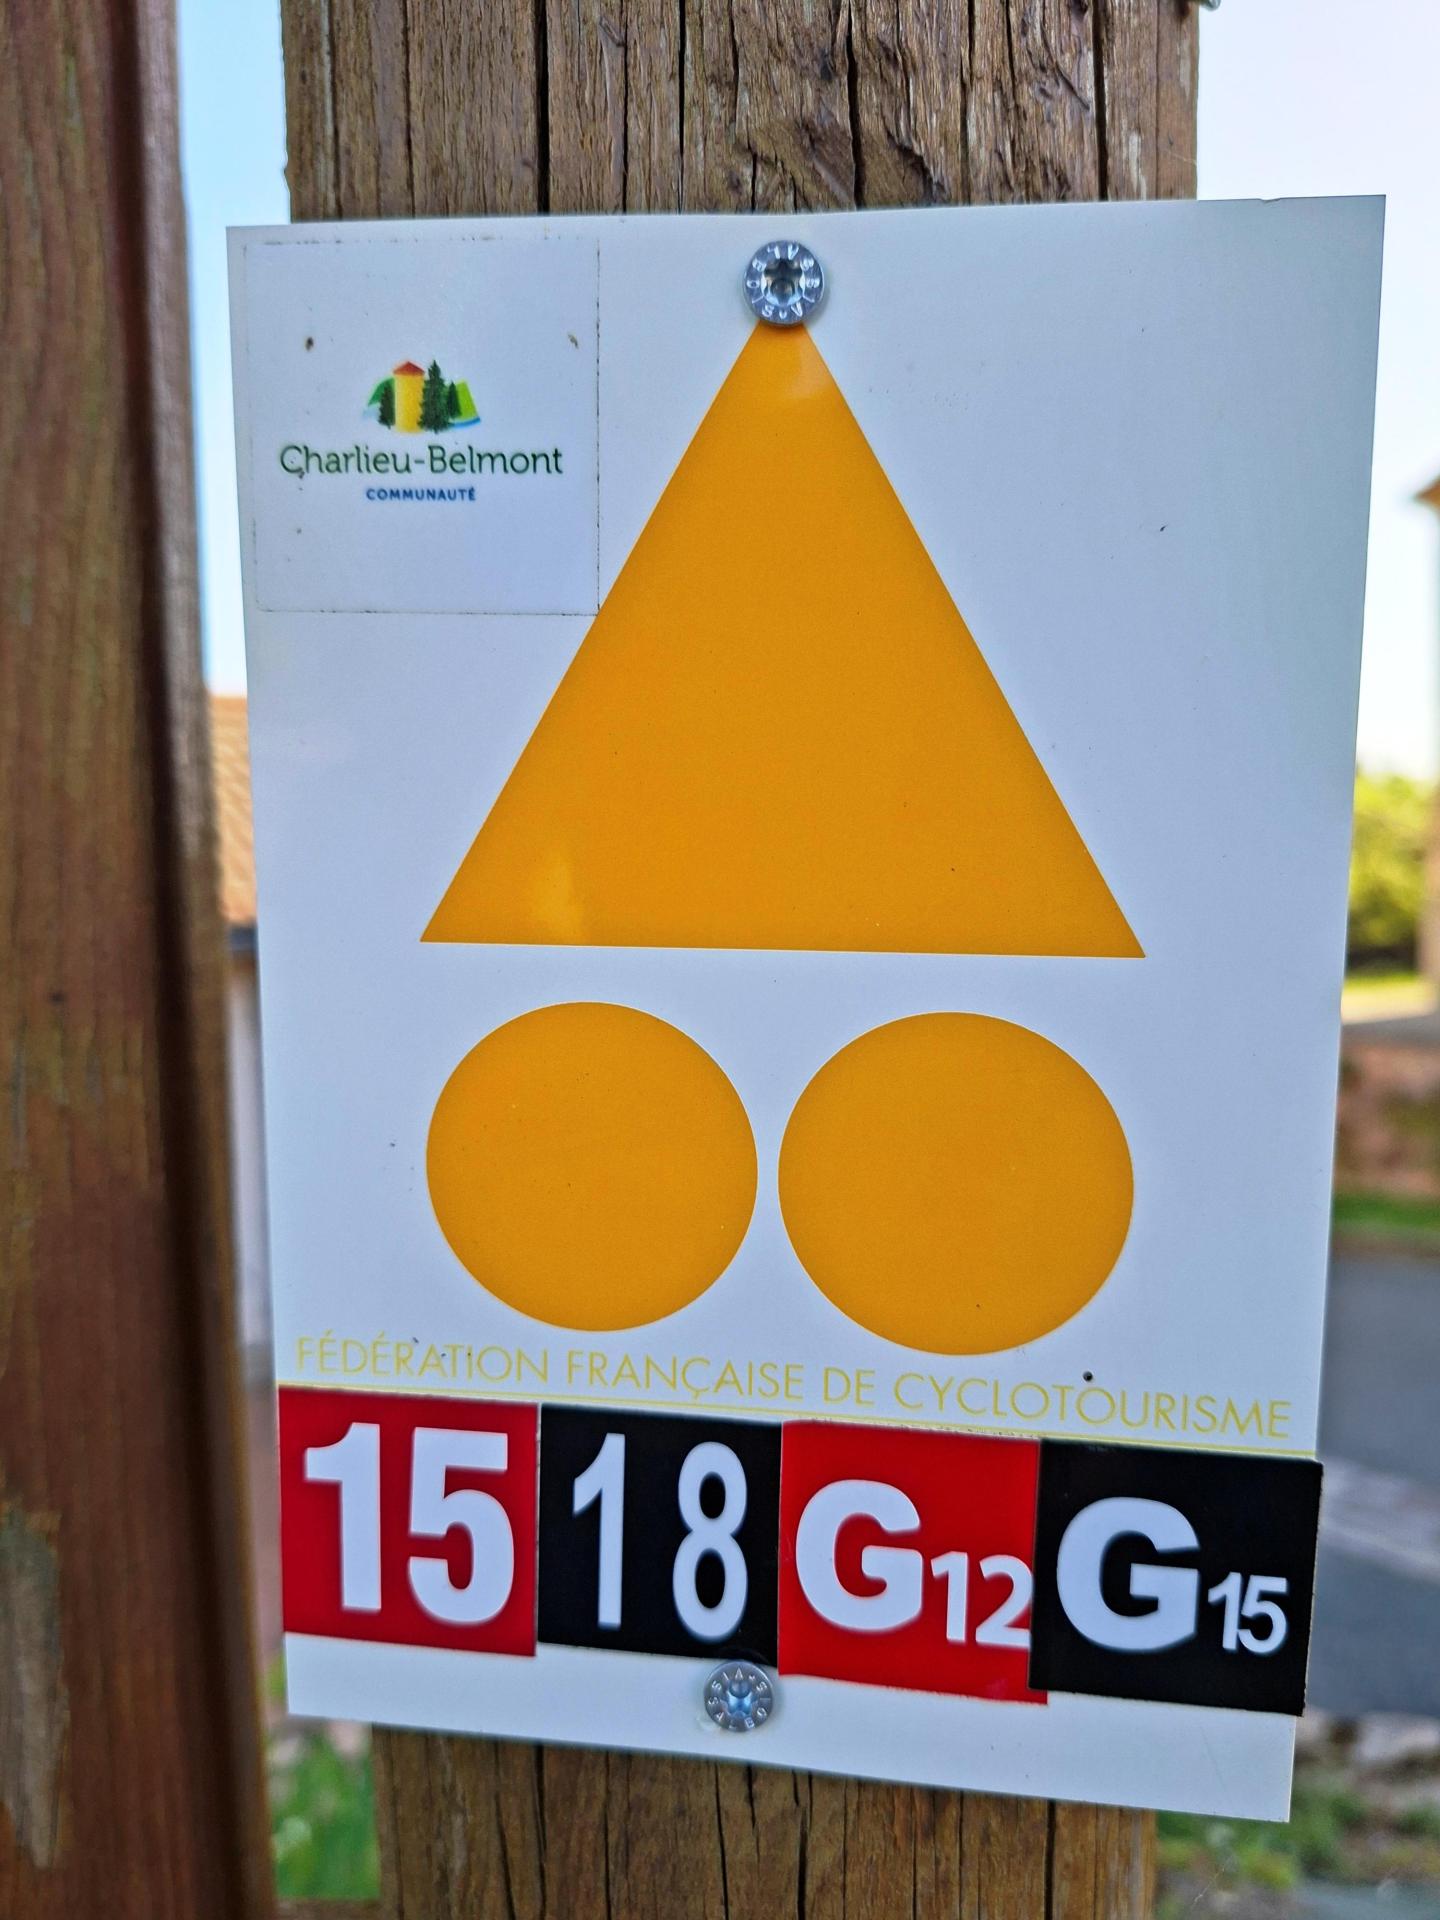 Charlieu-Belmont
COMMUNAUTÉ
FÉDÉRATION FRANÇAISE DE CYCLOTOURISME
15 18 G12 G15